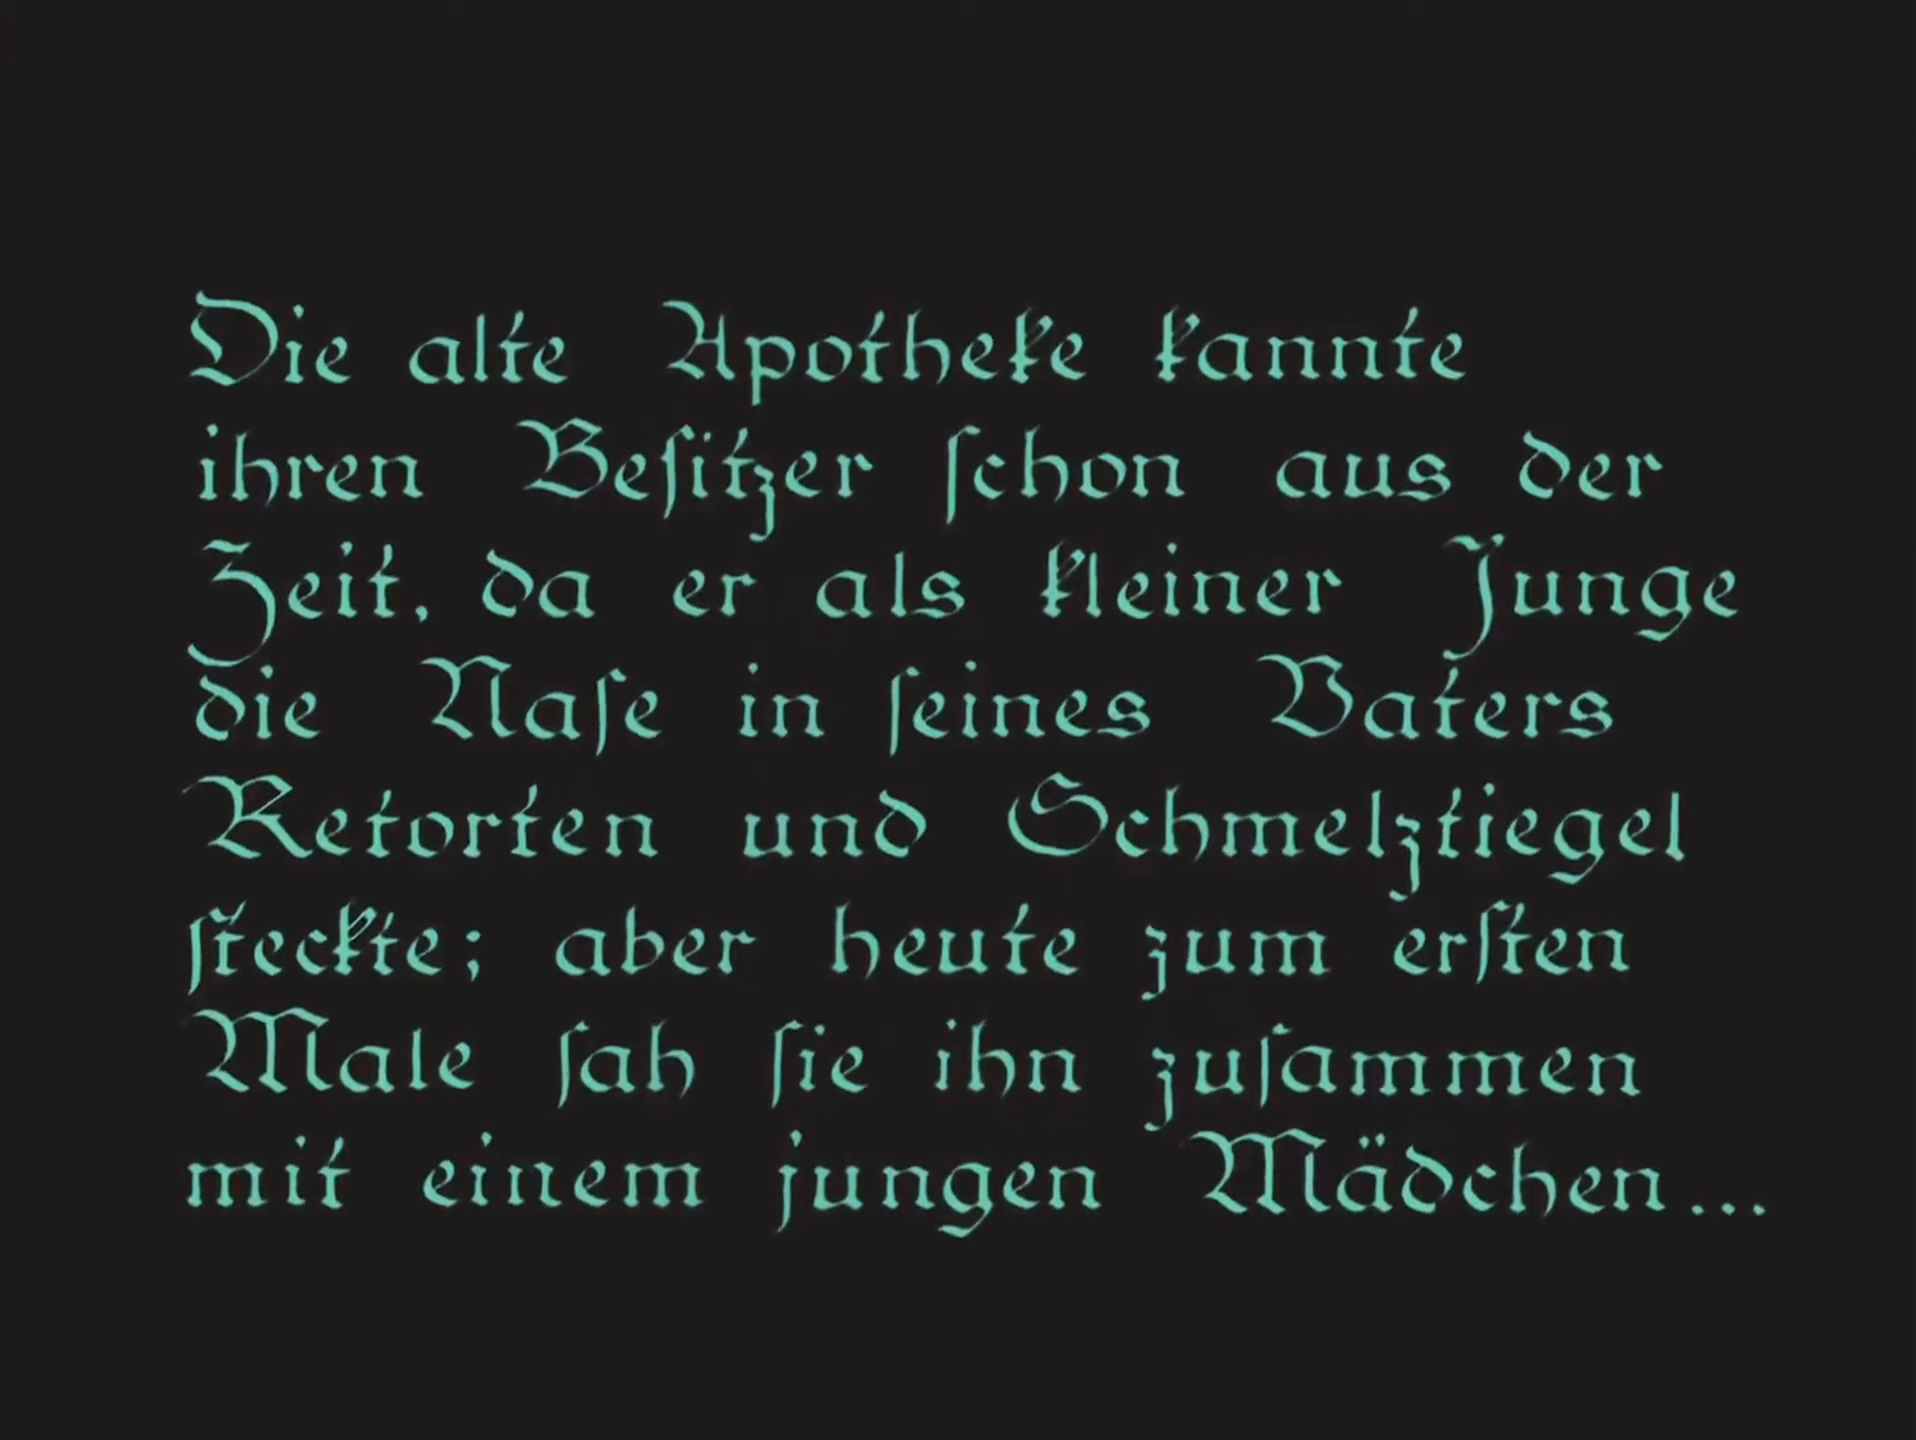 Die alte Apotheke kannte
ihren Beſitzer ſchon aus der
Zeit, da er als kleiner Junge
die Naſe in ſeines Vaters
Retorten und Schmelztiegel
ſteckte; aber heute zum erſten
Male ſah ſie ihn zuſammen
mit einem jungen Mädchen...